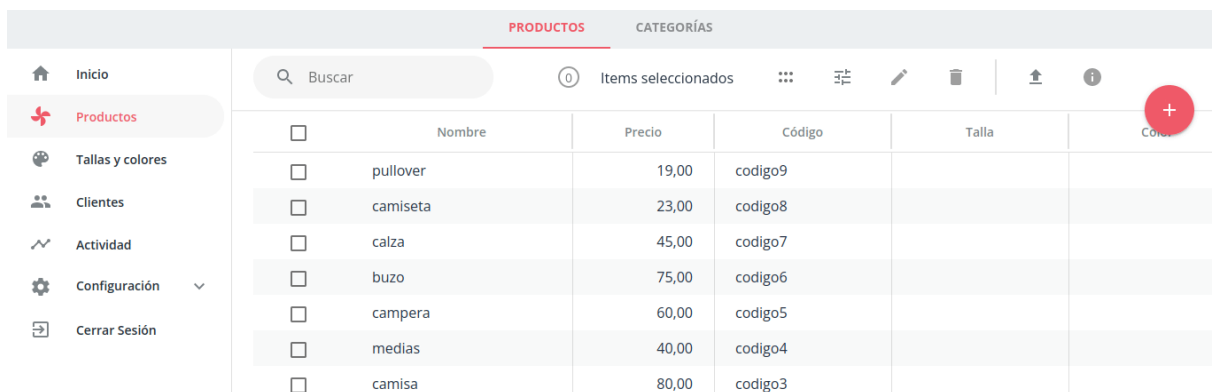 PRODUCTOS CATEGORÍAS
Inicio
Productos
Tallas y colores
Clientes
Actividad
Configuración
Cerrar Sesión
Buscar 0 Items seleccionados
+
Nombre Precio Código Talla
pullover 19,00 codigo9
camiseta 23,00 codigo8
calza 45,00 codigo7
buzo 75,00 codigo6
campera 60,00 codigo5
medias 40,00 codigo4
camisa 80,00 codigo3